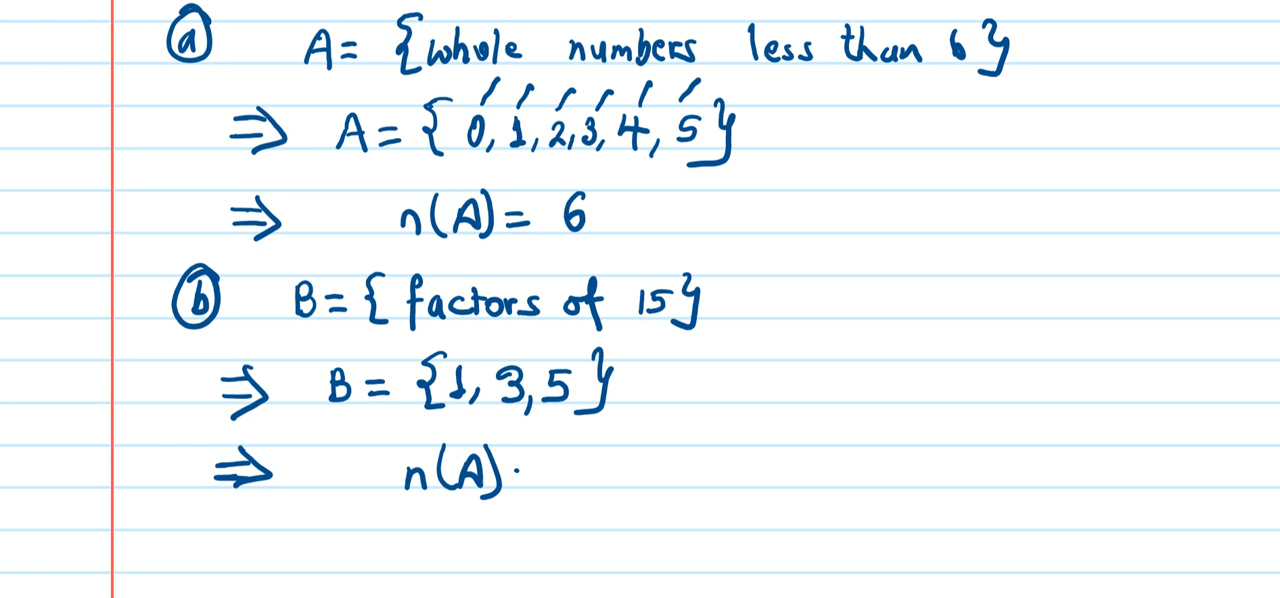 (a) A = {whole numbers less than 6}
⇒ A = {0, 1, 2, 3, 4, 5}
⇒ n(A) = 6
(b) B = {factors of 15}
⇒ B = {1, 3, 5}
⇒ n(A) ·